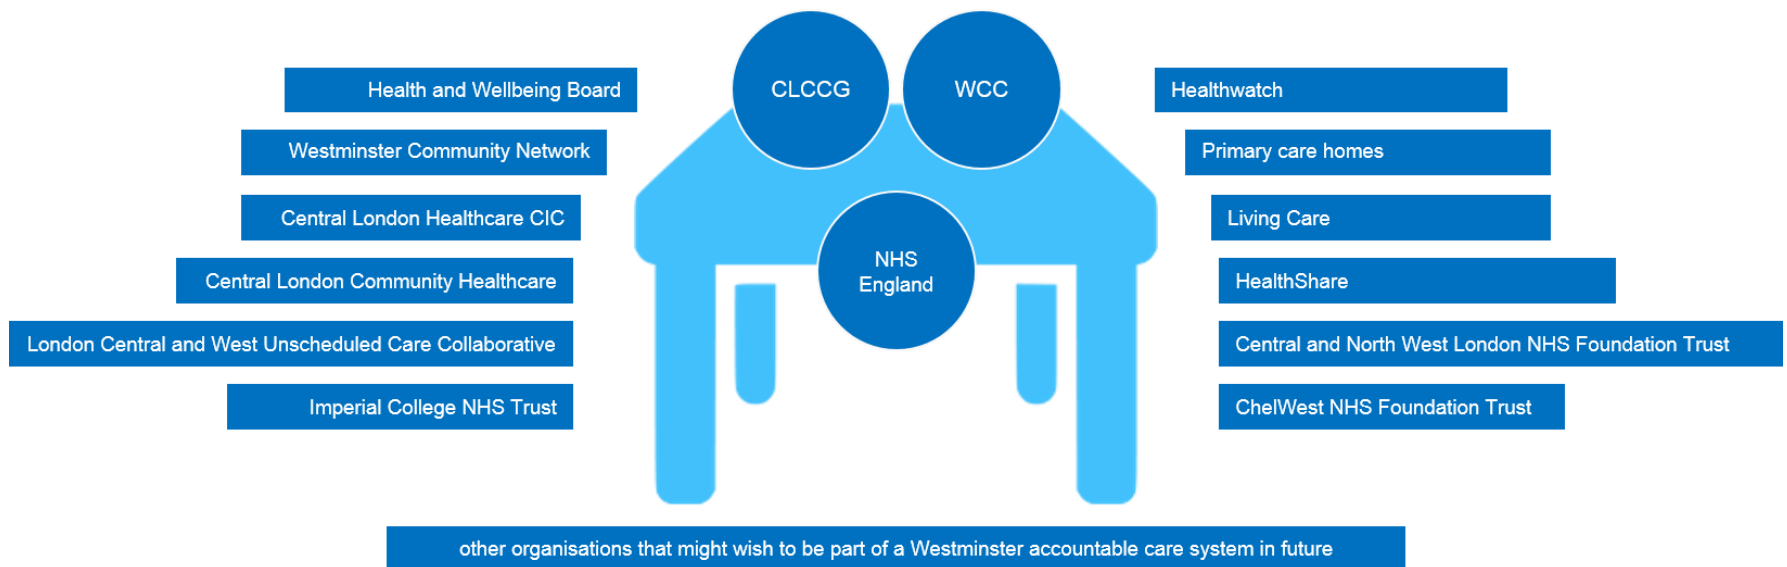 CLCCG
WCC
NHS
England
Health and Wellbeing Board
Westminster Community Network
Central London Healthcare CIC
Central London Community Healthcare
London Central and West Unscheduled Care Collaborative
Imperial College NHS Trust
Healthwatch
Primary care homes
Living Care
HealthShare
Central and North West London NHS Foundation Trust
ChelWest NHS Foundation Trust
other organisations that might wish to be part of a Westminster accountable care system in future